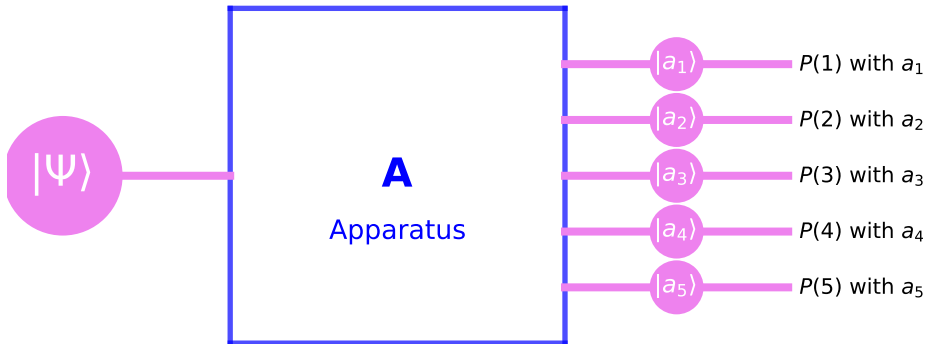 |a₁⟩ P(1) with a₁
|a₂⟩ P(2) with a₂
|Ψ⟩ A |a₃⟩ P(3) with a₃
Apparatus |a₄⟩ P(4) with a₄
|a₅⟩ P(5) with a₅